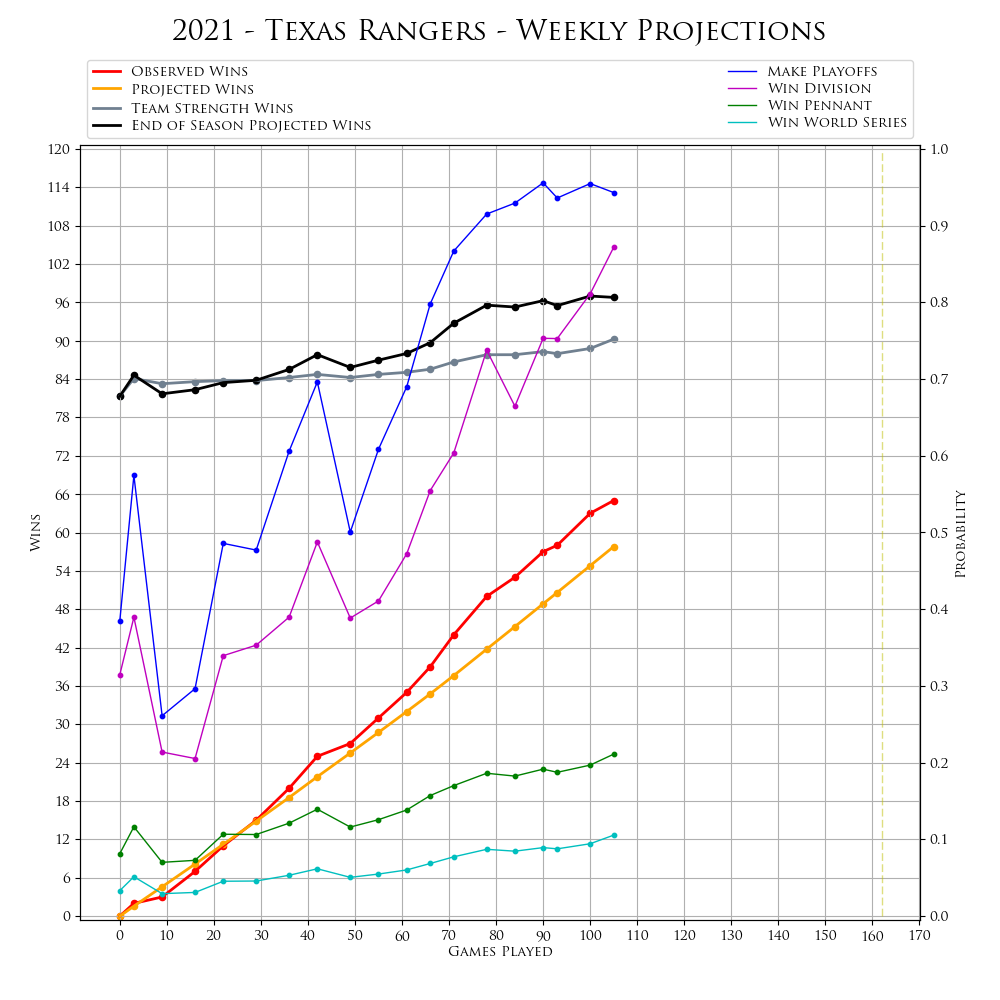 2021 - Texas Rangers - Weekly Projections
Observed Wins
Projected Wins
Team Strength Wins
End of Season Projected Wins
Make Playoffs
Win Division
Win Pennant
Win World Series
120
114
108
102
96
90
84
78
72
66
60
54
48
42
36
30
24
18
12
6
0
Wins
1.0
0.9
0.8
0.7
0.6
0.5
0.4
0.3
0.2
0.1
0.0
Probability
0 10 20 30 40 50 60 70 80 90 100 110 120 130 140 150 160 170
Games Played